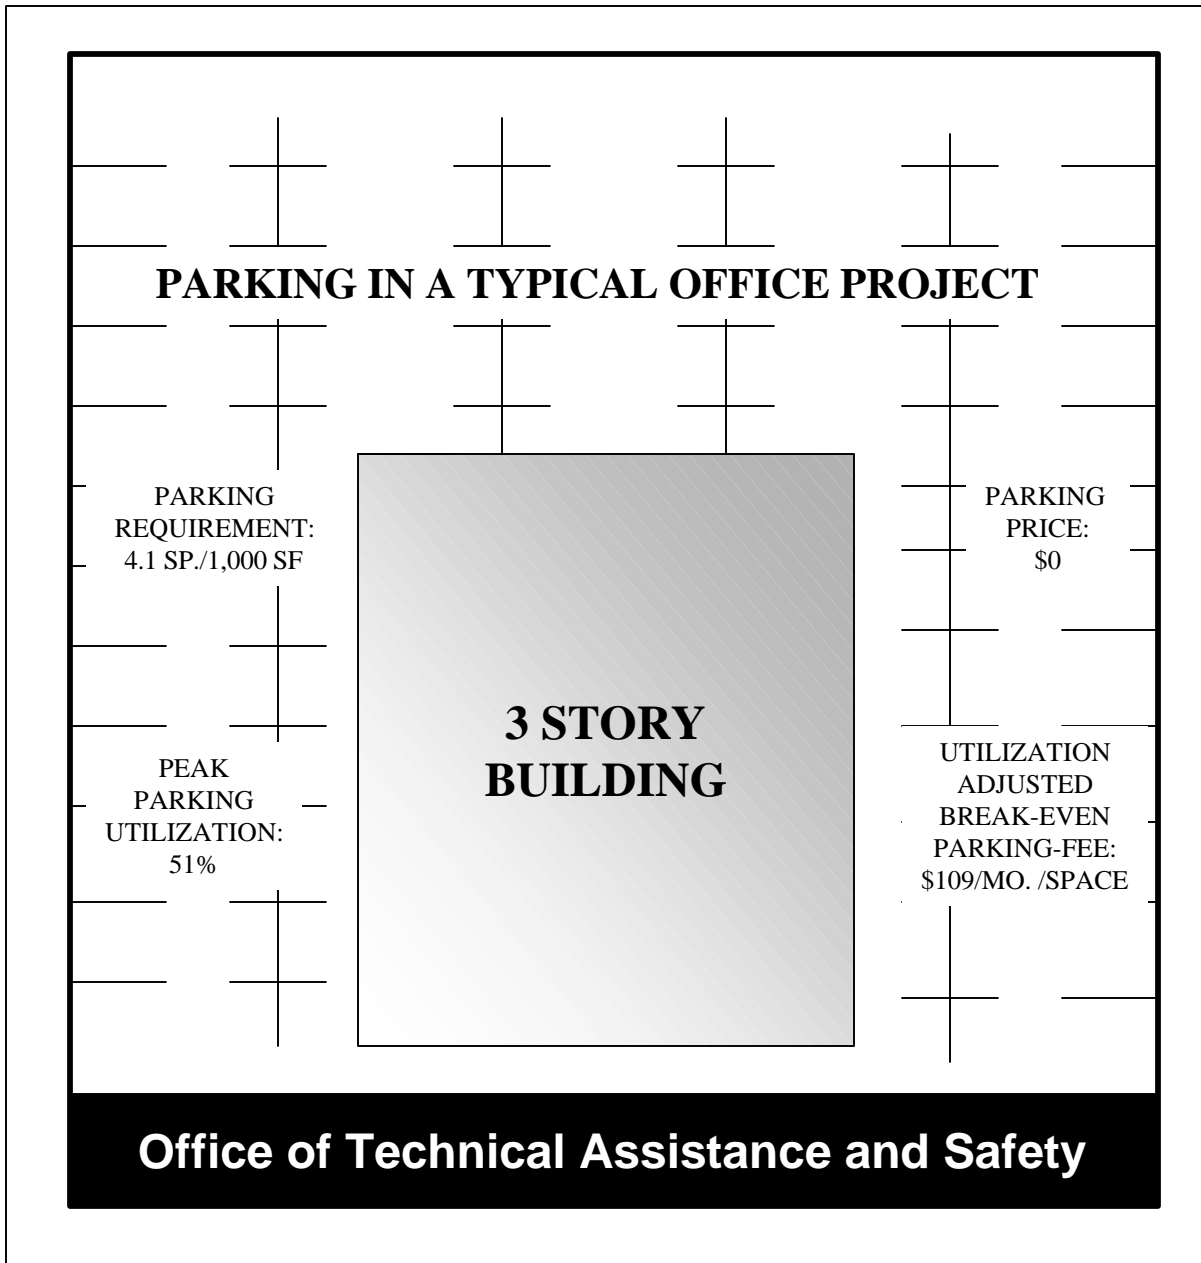 PARKING IN A TYPICAL OFFICE PROJECT
PARKING
REQUIREMENT:
4.1 SP./1,000 SF
PARKING
PRICE:
$0
3 STORY
BUILDING
PEAK
PARKING
UTILIZATION:
51%
UTILIZATION
ADJUSTED
BREAK-EVEN
PARKING-FEE:
$109/MO. /SPACE
Office of Technical Assistance and Safety